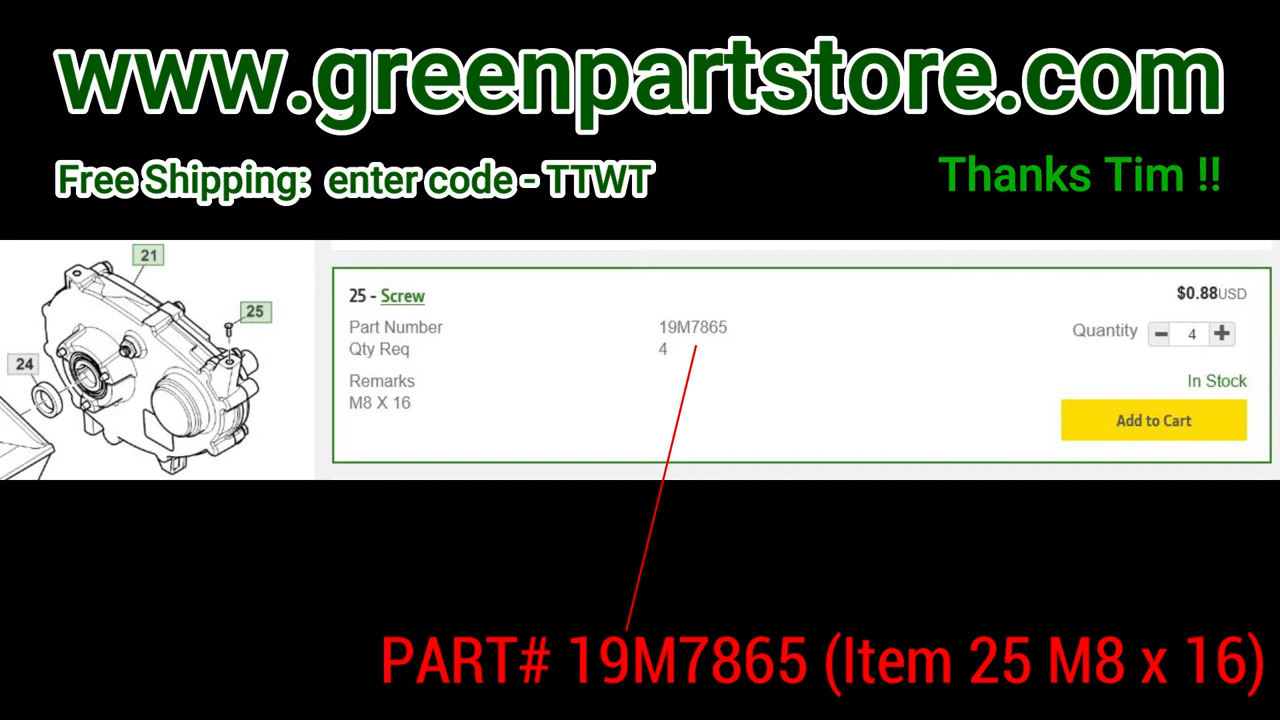 www.greenpartstore.com
Free Shipping: enter code - TTWT
Thanks Tim !!
21
25
24
25 - Screw
$0.88USD
Part Number 19M7865
Quantity - 4 +
Qty Req 4
Remarks
In Stock
M8 X 16
Add to Cart
PART# 19M7865 (Item 25 M8 x 16)